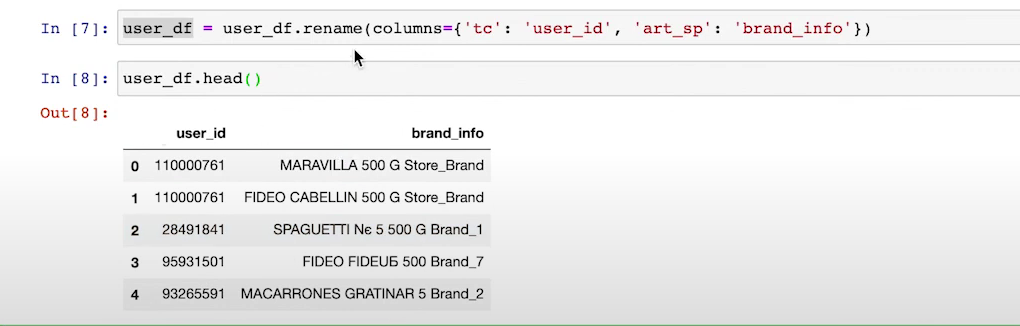 In [7]: user_df = user_df.rename(columns={'tc': 'user_id', 'art_sp': 'brand_info'})
In [8]: user_df.head()
Out[8]:
user_id brand_info
0 110000761 MARAVILLA 500 G Store_Brand
1 110000761 FIDEO CABELLIN 500 G Store_Brand
2 28491841 SPAGUETTI Nє 5 500 G Brand_1
3 95931501 FIDEO FIDEUБ 500 Brand_7
4 93265591 MACARRONES GRATINAR 5 Brand_2